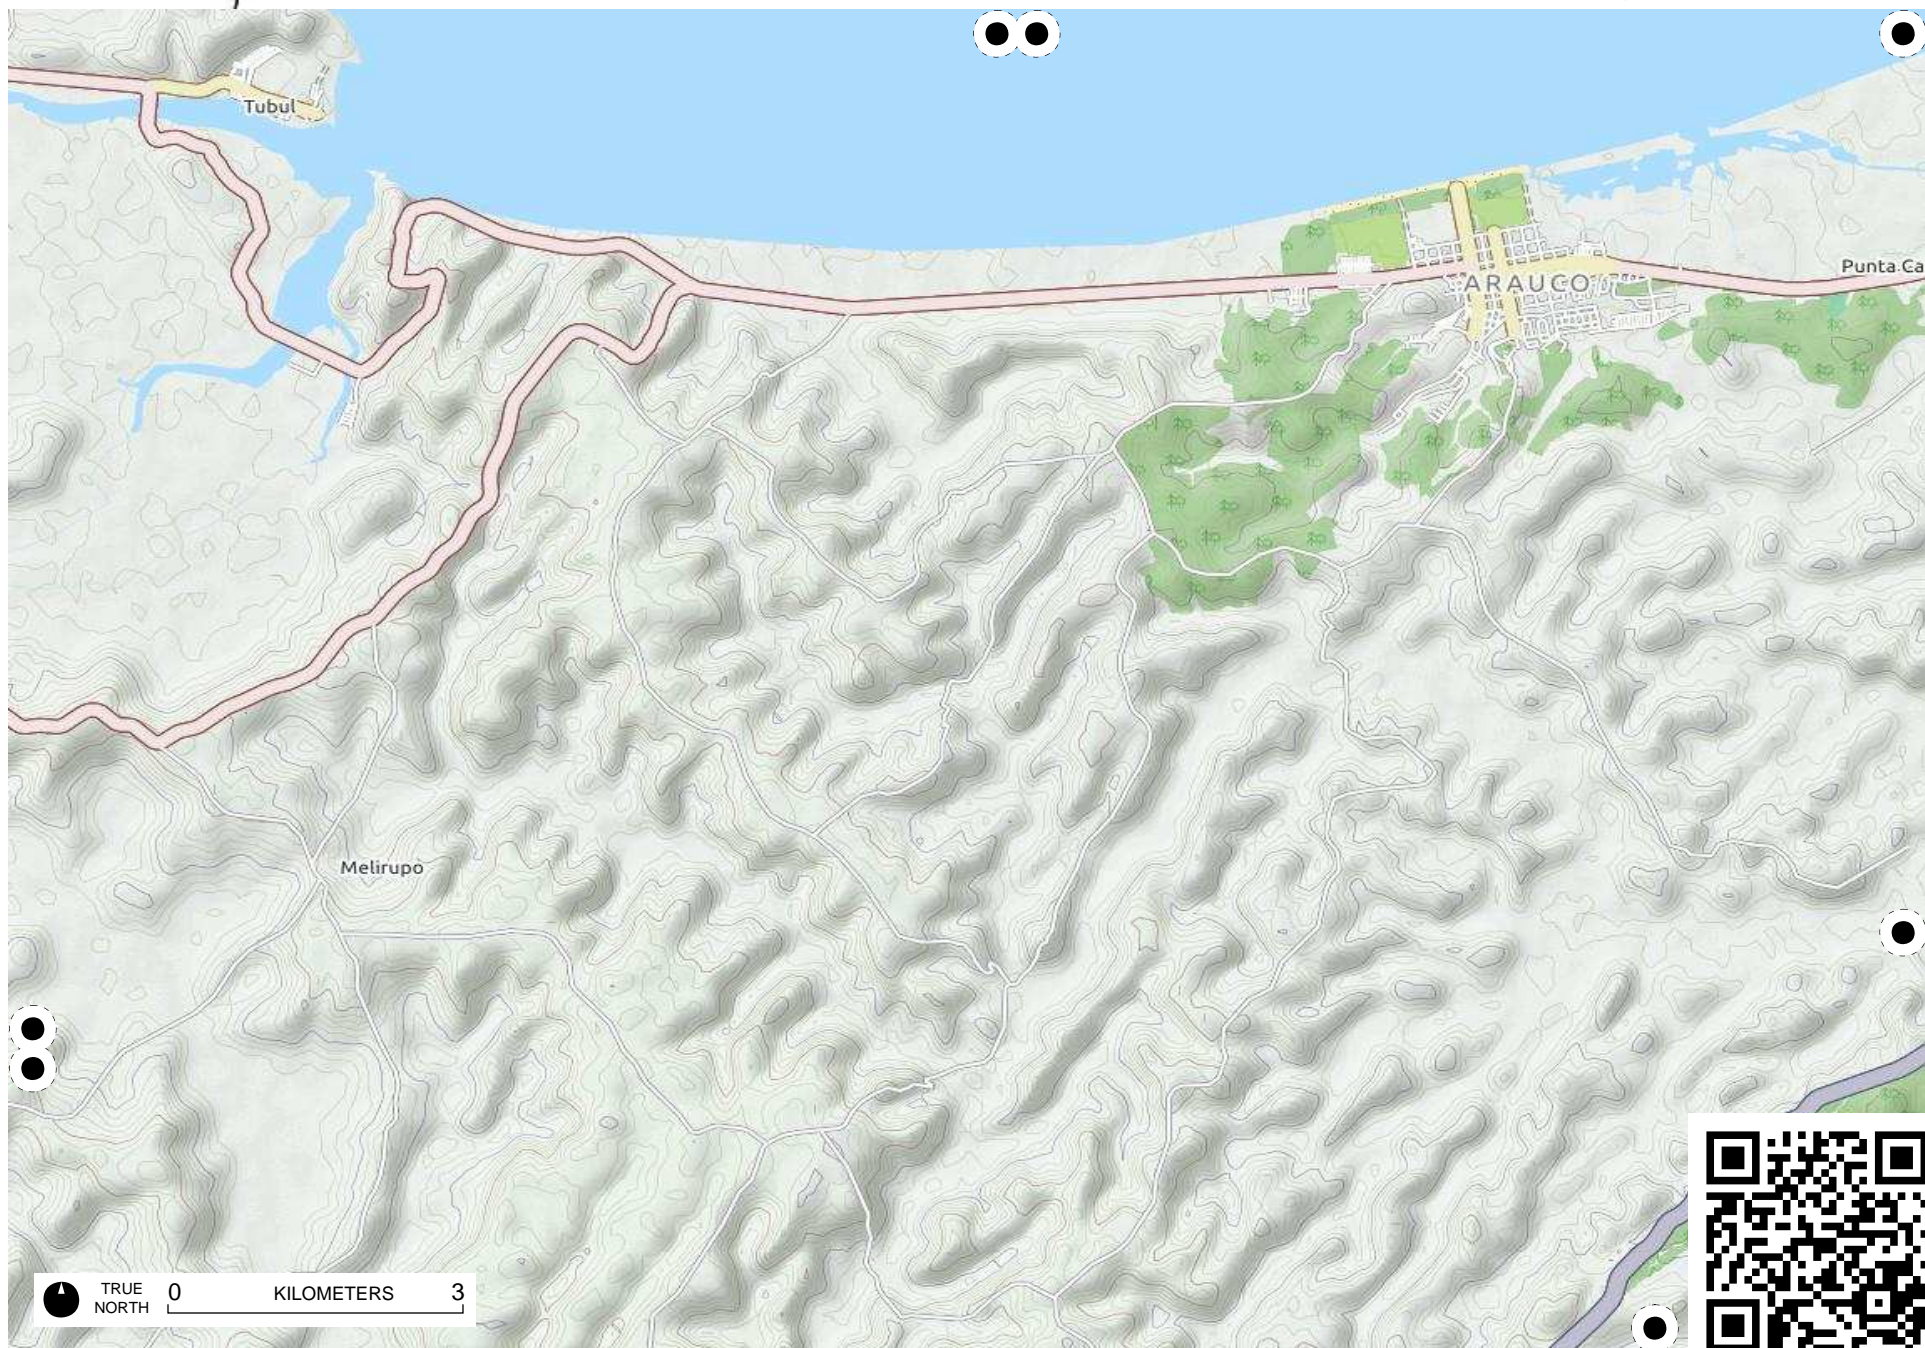 Tubul
Punta Ca
ARAUCO
Melirupo
TRUE
NORTH
0 KILOMETERS 3